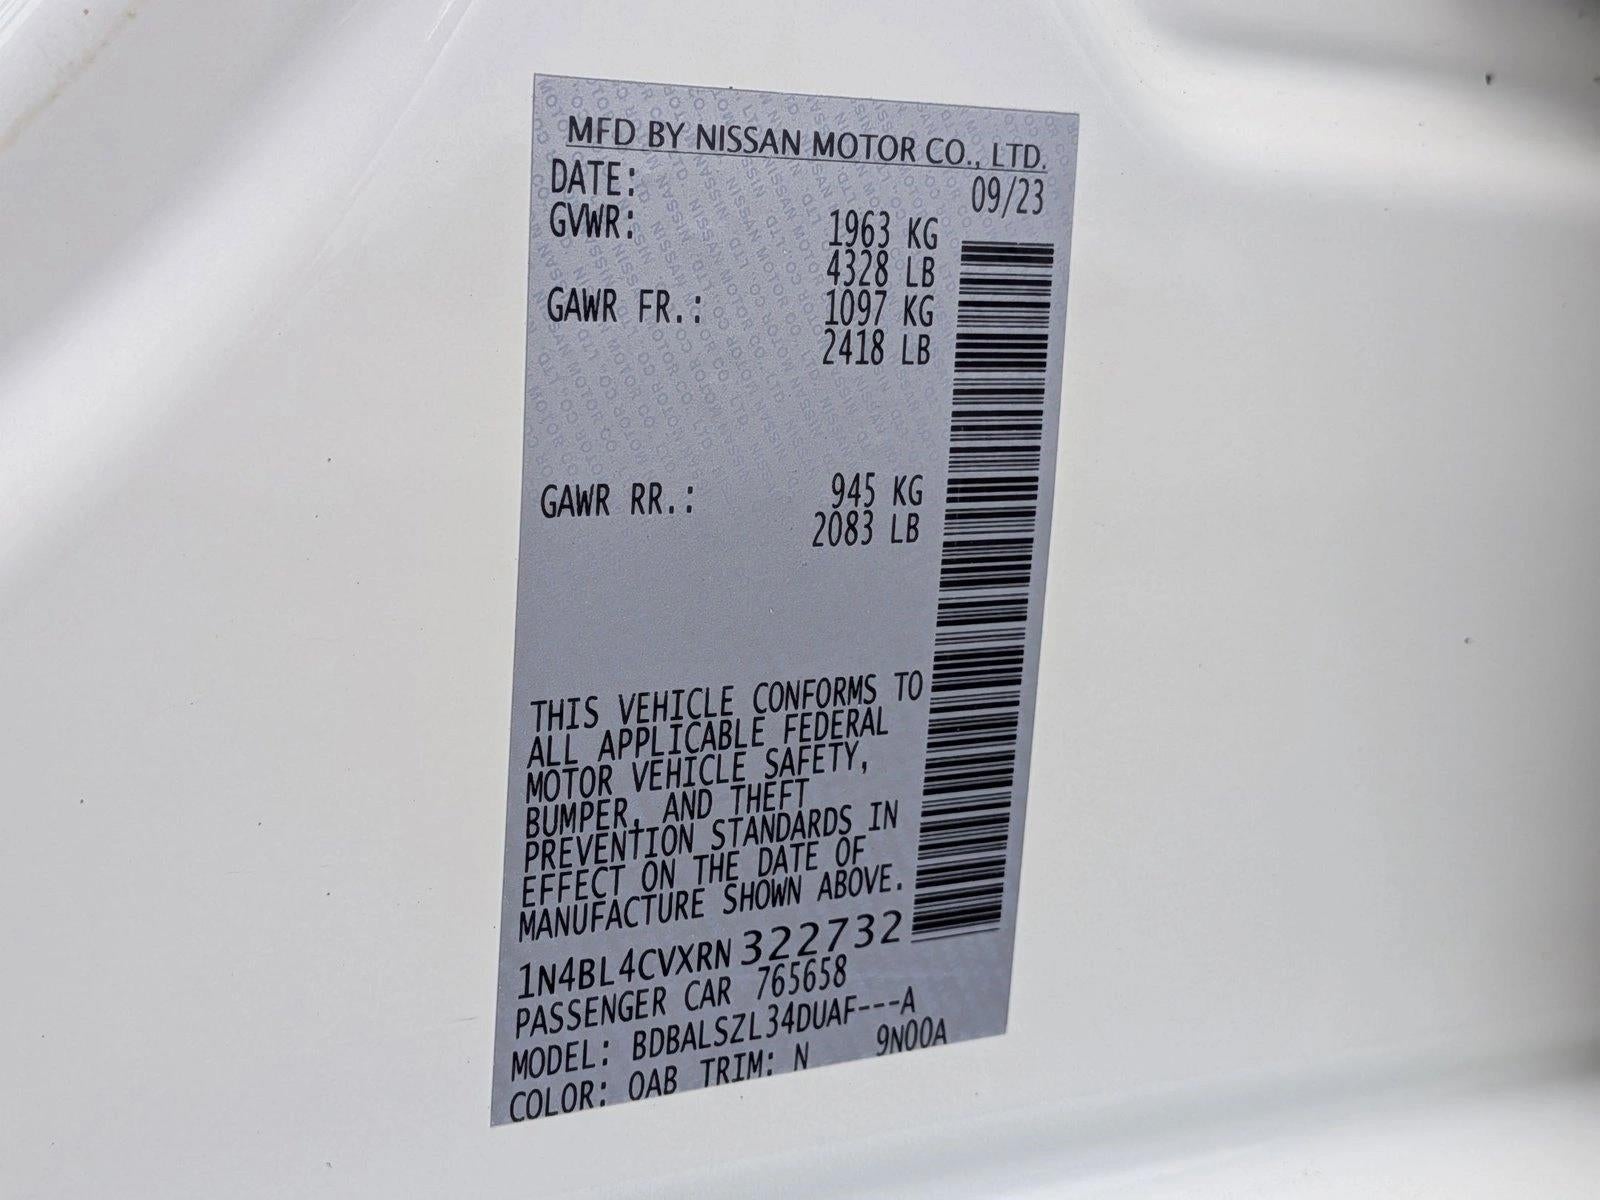 MFD BY NISSAN MOTOR CO., LTD.
DATE: 09/23
GVWR: 1963 KG
4328 LB
GAWR FR.: 1097 KG
2418 LB
GAWR RR.: 945 KG
2083 LB
THIS VEHICLE CONFORMS TO
ALL APPLICABLE FEDERAL
MOTOR VEHICLE SAFETY,
BUMPER, AND THEFT
PREVENTION STANDARDS IN
EFFECT ON THE DATE OF
MANUFACTURE SHOWN ABOVE.
1N4BL4CVXRN322732
PASSENGER CAR 765658
MODEL: BDBALSZL34DUAF---A
COLOR: OAB TRIM: N 9N00A